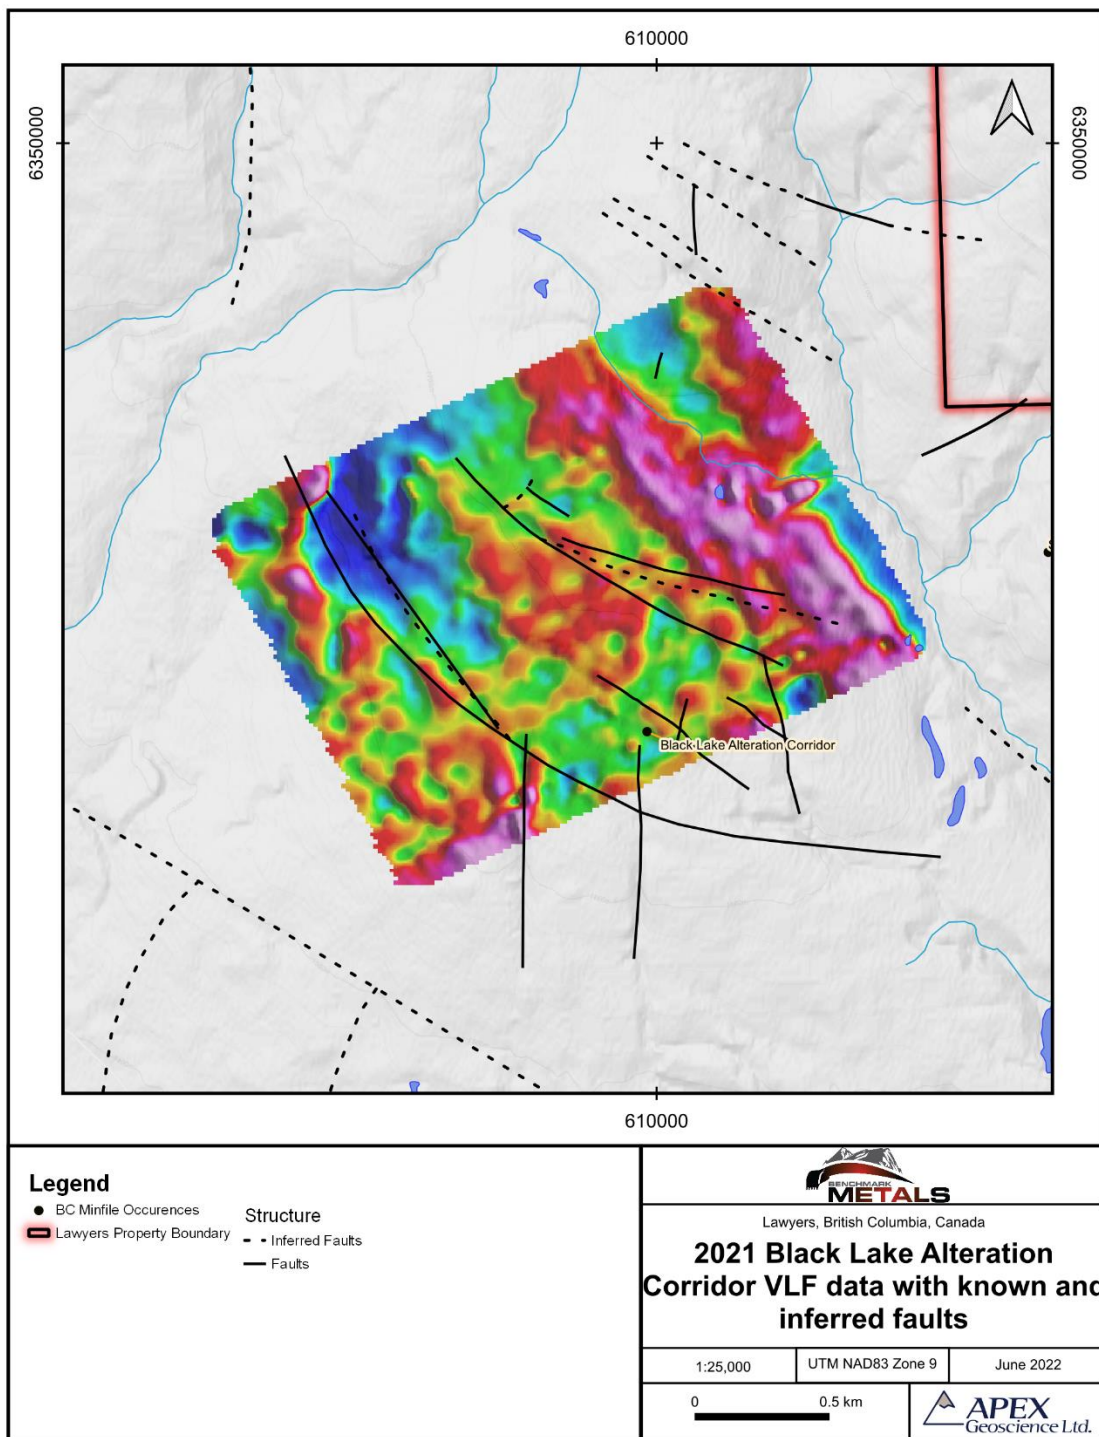 610000
6350000
6350000
Black Lake Alteration Corridor
610000
Legend
BC Minfile Occurences
Lawyers Property Boundary
Structure
Inferred Faults
Faults
BENCHMARK
METALS
Lawyers, British Columbia, Canada
2021 Black Lake Alteration
Corridor VLF data with known and
inferred faults
1:25,000
UTM NAD83 Zone 9
June 2022
0
0.5 km
APEX
Geoscience Ltd.